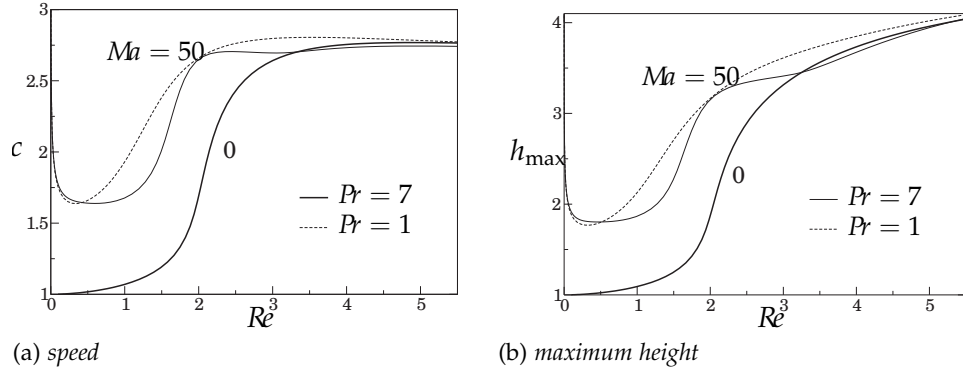 3
2.5
c 2
1.5
1
Ma = 50
0
Pr = 7
Pr = 1
0 1 2 3 4 5
Re
(a) speed
4
3
h_max
2
1
Ma = 50
0
Pr = 7
Pr = 1
0 1 2 3 4 5
Re
(b) maximum height